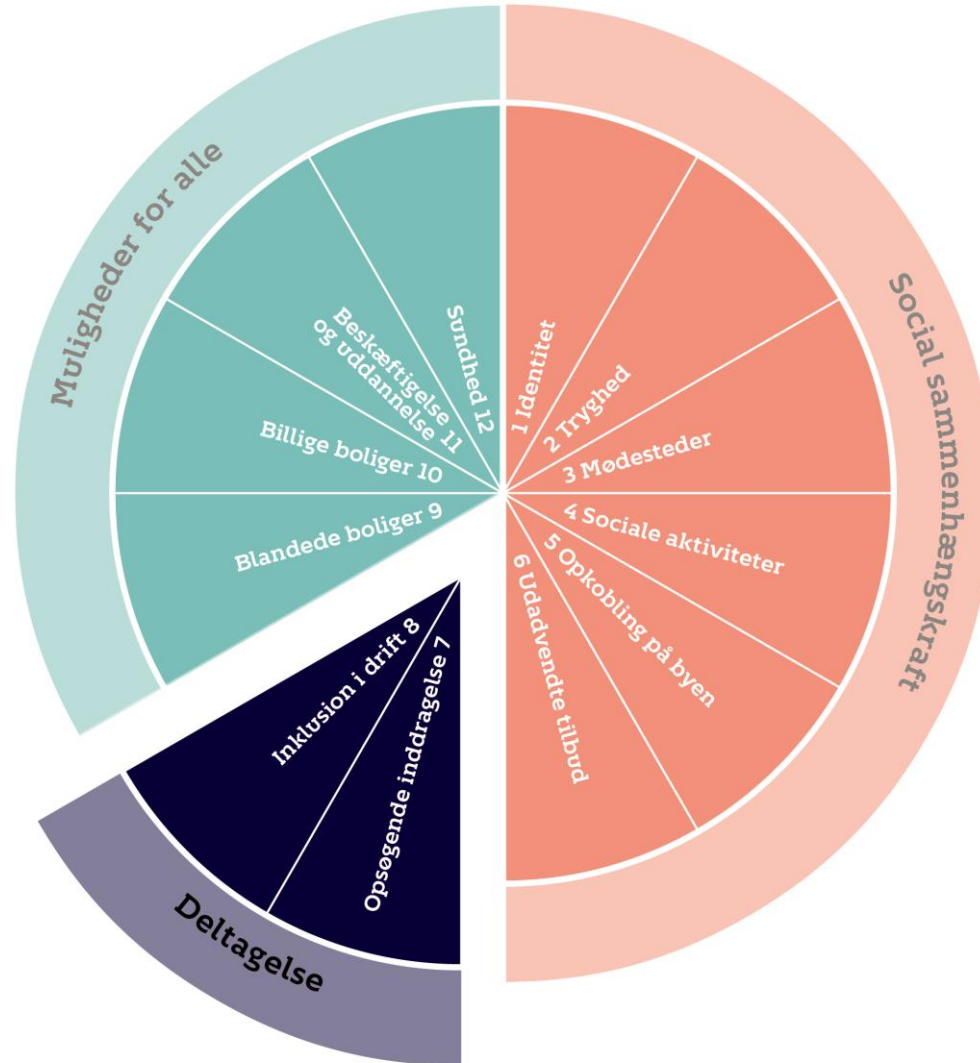 Social sammenhængskraft
1 Identitet
2 Tryghed
3 Mødesteder
4 Sociale aktiviteter
5 Opkobling på byen
6 Udadvendte tilbud
Deltagelse
Opsøgende inddragelse 7
Inklusion i drift 8
Muligheder for alle
Blandede boliger 9
Billige boliger 10
Beskæftigelse
og uddannelse 11
Sundhed 12